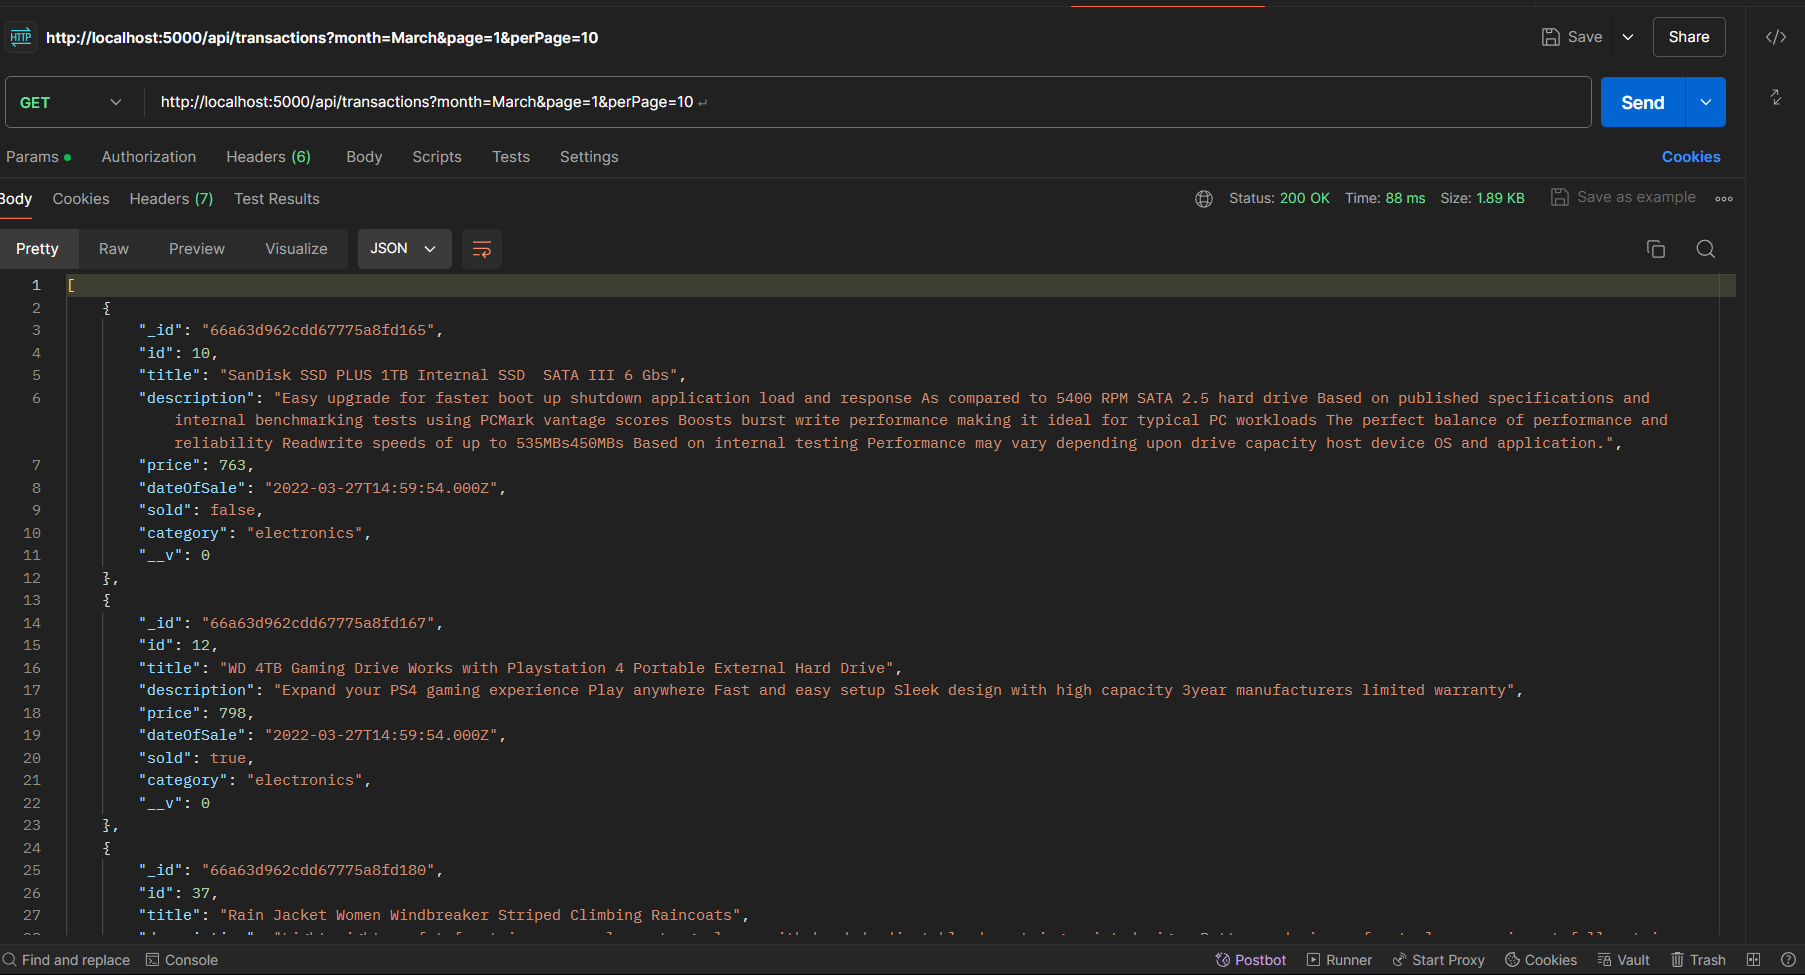 HTTP http://localhost:5000/api/transactions?month=March&page=1&perPage=10 Save Share </>
GET http://localhost:5000/api/transactions?month=March&page=1&perPage=10 Send
Params Authorization Headers (6) Body Scripts Tests Settings Cookies
Body Cookies Headers (7) Test Results Status: 200 OK Time: 88 ms Size: 1.89 KB Save as example
Pretty Raw Preview Visualize JSON
1 [
2 {
3 "_id": "66a63d962cdd67775a8fd165",
4 "id": 10,
5 "title": "SanDisk SSD PLUS 1TB Internal SSD  SATA III 6 Gbs",
6 "description": "Easy upgrade for faster boot up shutdown application load and response As compared to 5400 RPM SATA 2.5 hard drive Based on published specifications and
internal benchmarking tests using PCMark vantage scores Boosts burst write performance making it ideal for typical PC workloads The perfect balance of performance and
reliability Readwrite speeds of up to 535MBs450MBs Based on internal testing Performance may vary depending upon drive capacity host device OS and application.",
7 "price": 763,
8 "dateOfSale": "2022-03-27T14:59:54.000Z",
9 "sold": false,
10 "category": "electronics",
11 "__v": 0
12 },
13 {
14 "_id": "66a63d962cdd67775a8fd167",
15 "id": 12,
16 "title": "WD 4TB Gaming Drive Works with Playstation 4 Portable External Hard Drive",
17 "description": "Expand your PS4 gaming experience Play anywhere Fast and easy setup Sleek design with high capacity 3year manufacturers limited warranty",
18 "price": 798,
19 "dateOfSale": "2022-03-27T14:59:54.000Z",
20 "sold": true,
21 "category": "electronics",
22 "__v": 0
23 },
24 {
25 "_id": "66a63d962cdd67775a8fd180",
26 "id": 37,
27 "title": "Rain Jacket Women Windbreaker Striped Climbing Raincoats",
Find and replace Console Postbot Runner Start Proxy Cookies Vault Trash